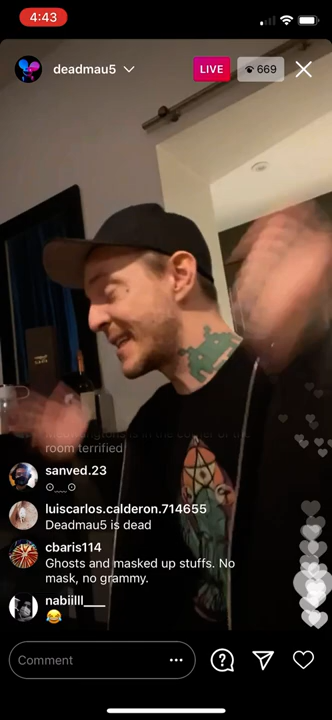 4:43
deadmau5
LIVE
669
room terrified
sanved.23
⊙﹏⊙
luiscarlos.calderon.714655
Deadmau5 is dead
cbaris114
Ghosts and masked up stuffs. No
mask, no grammy.
nabiilll___
😂
Comment